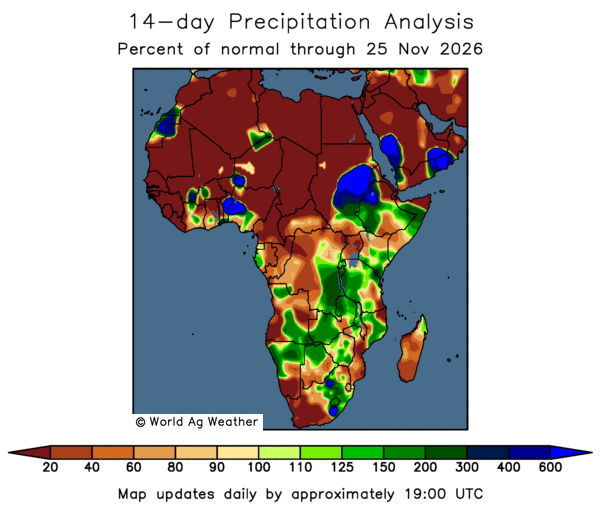 14-day Precipitation Analysis
Percent of normal through 25 Nov 2026
© World Ag Weather
20 40 60 80 90 100 110 125 150 200 300 400 600
Map updates daily by approximately 19:00 UTC